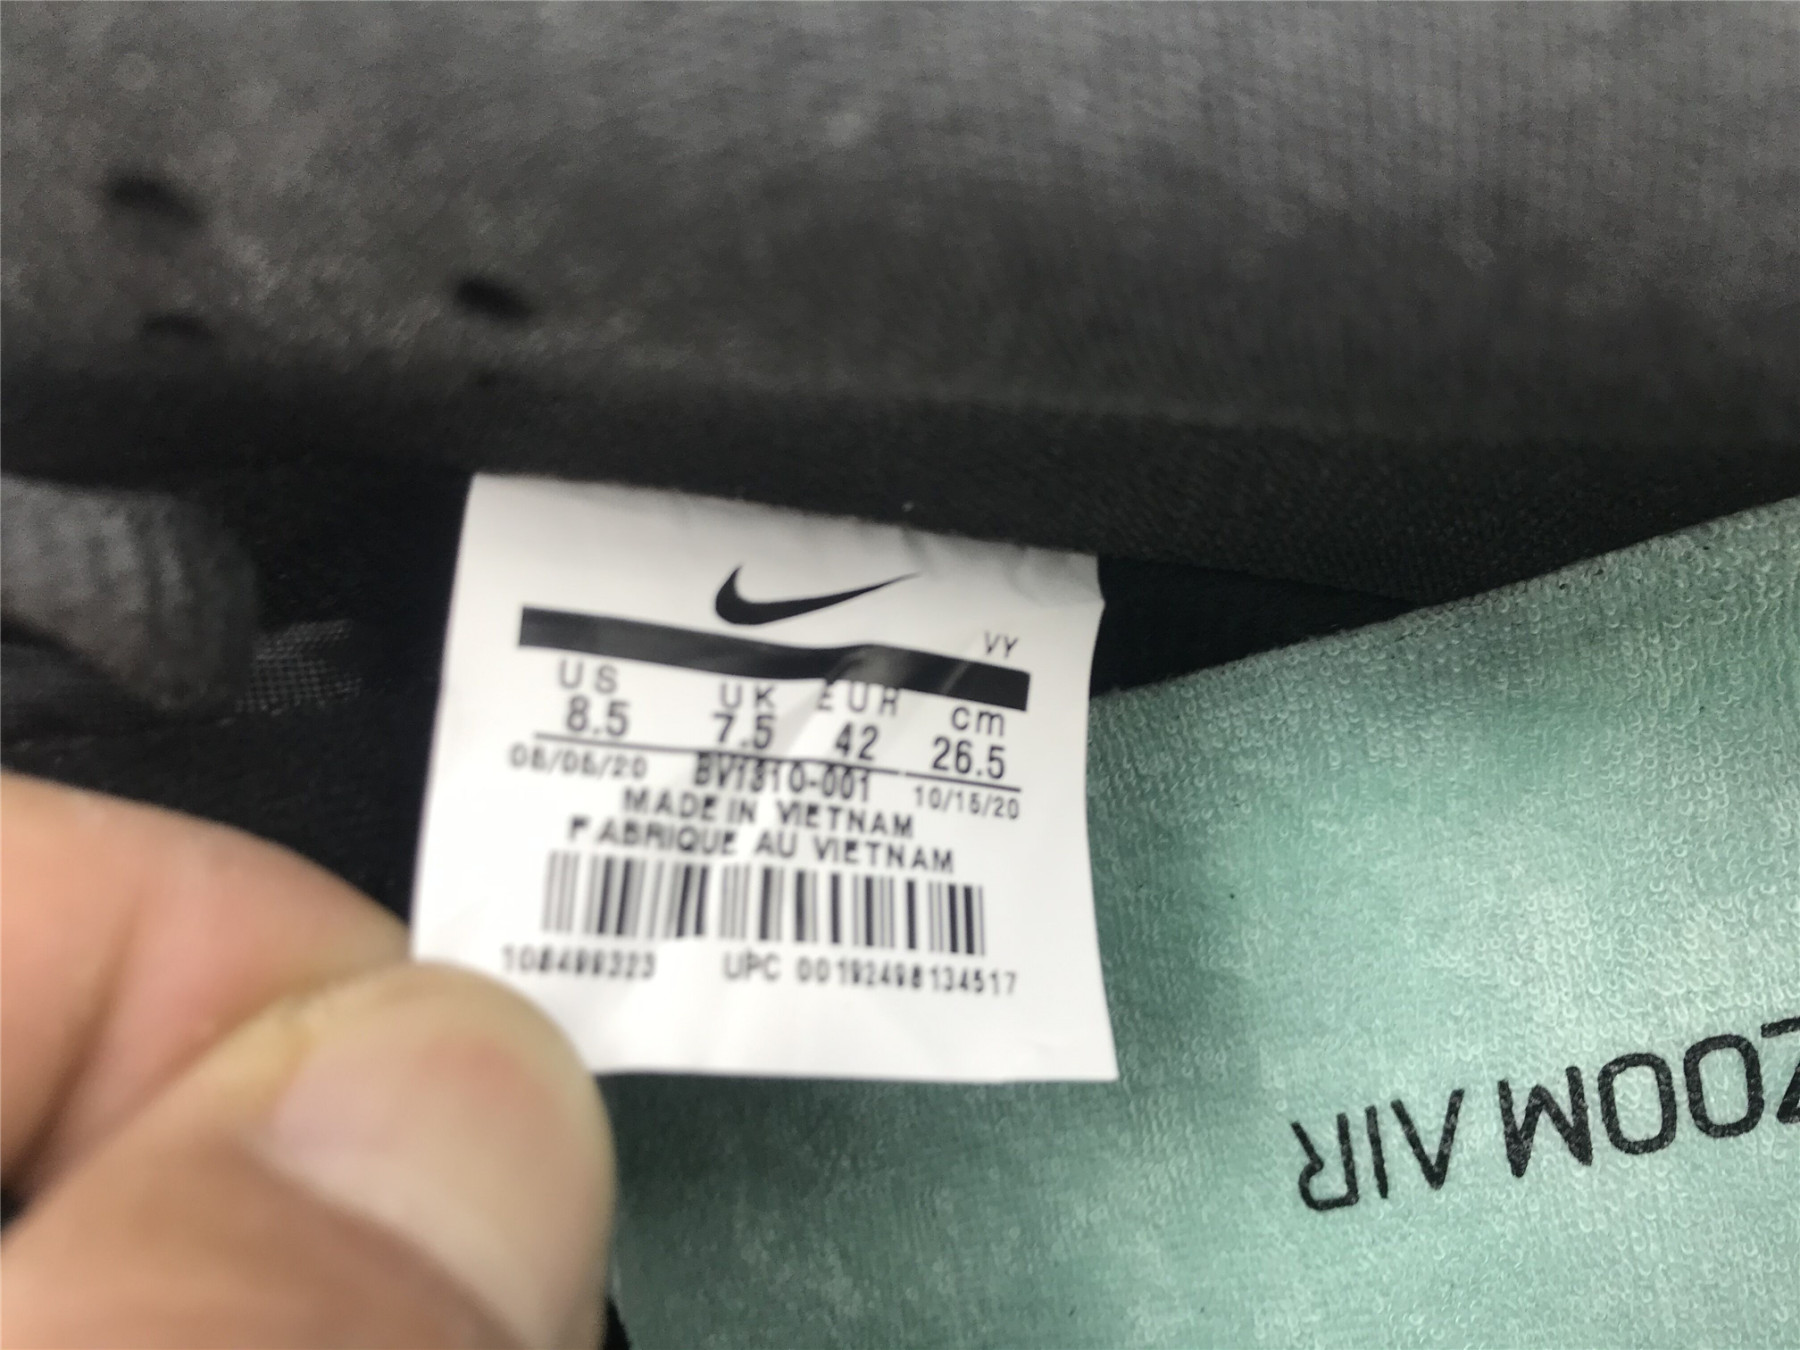 VY
US UK EUR cm
8.5 7.5 42 26.5
08/05/20 BV1310-001 10/15/20
MADE IN VIETNAM
FABRIQUE AU VIETNAM
UPC 00192498134517
ZOOM AIR